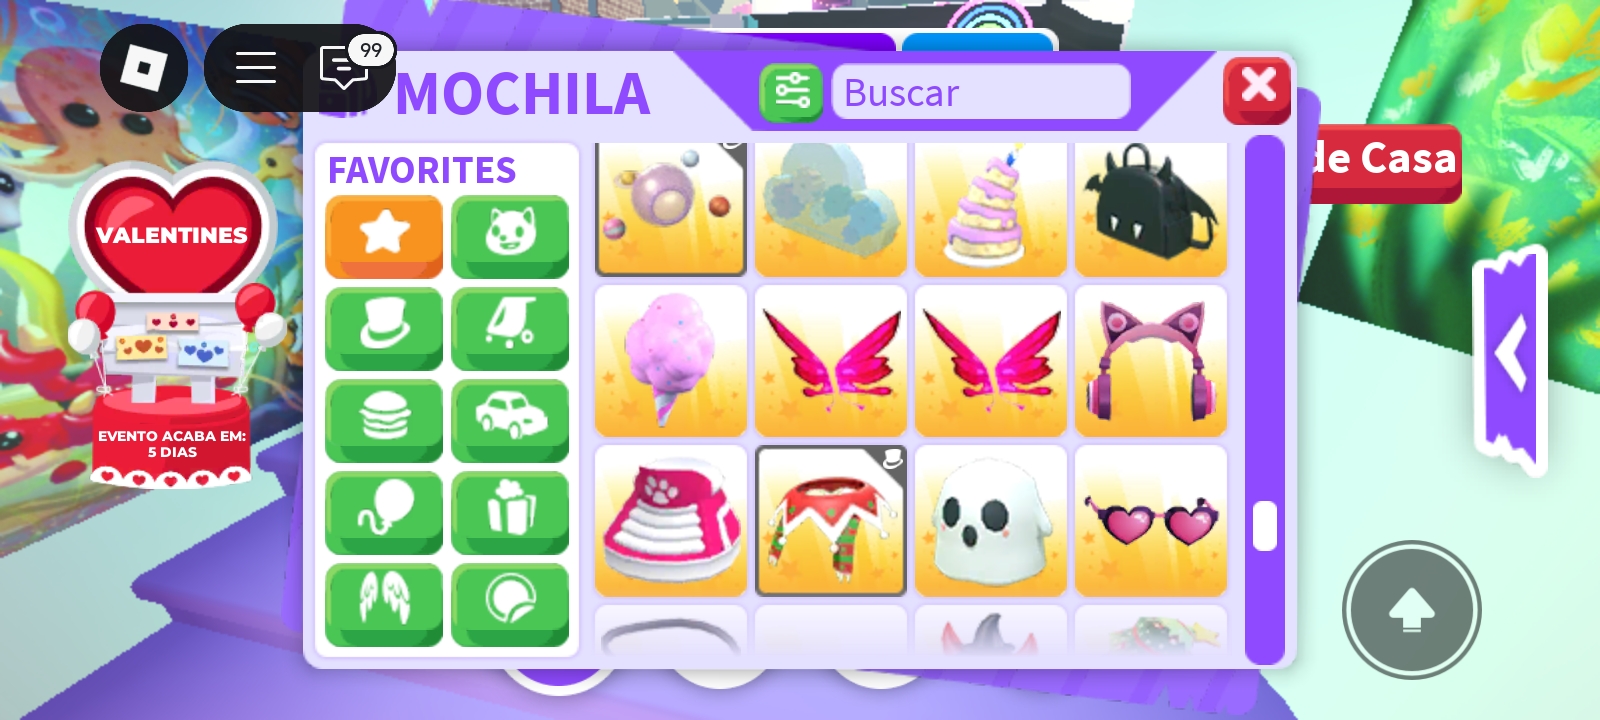 99
MOCHILA
Buscar
FAVORITES
de Casa
VALENTINES
EVENTO ACABA EM:
5 DIAS